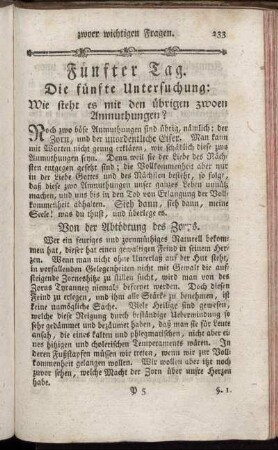 zwoer wichtigen Fragen. 233
Fünfter Tag.
Die fünfte Untersuchung:
Wie steht es mit den übrigen zwoen
Anmuthungen?
Noch zwo böse Anmuthungen sind übrig, nämlich: der
Zorn, und der unordentliche Eifer. Man kann
mit Worten nicht genug erklären, wie schädlich diese zwo
Anmuthungen seyn. Denn weil sie der Liebe des Näch-
sten entgegen gesetzt sind; die Vollkommenheit aber nur
in der Liebe Gottes und des Nächsten besteht, so folgt,
daß diese zwo Anmuthungen unser ganzes Leben unruhig
machen, und uns bis in den Tod von Erlangung der Voll-
kommenheit abhalten. Sieh dann, sieh dann, meine
Seele! was du thust, und überlege es.
Von der Abtödtung des Zorns.
Wer ein feuriges und zornmüthiges Naturell bekom-
men hat, dieser hat einen gewaltigen Feind in seinem Her-
zen. Wenn man nicht ohne Unterlaß auf der Hut steht,
in vorfallenden Gelegenheiten nicht mit Gewalt der auf-
steigende Zorneshitze zu stillen sucht, wird man von des
Zorns Tyranney niemals befreyet werden. Doch diesen
Feind zu erlegen, und ihm alle Stärke zu benehmen, ist
keine unmögliche Sache. Viele Heilige sind gewesen,
welche diese Neigung durch beständige Ueberwindung so
sehr gedämmet und gebrochen haben, daß man sie für Leute
ansah, die eines kalten und phlegmatischen, nicht aber ei-
nes hitzigen und cholerischen Temperaments wären. In
deren Fußstapfen müssen wir treten, wenn wir zur Voll-
kommenheit gelangen wollen. Wir wollen aber itzt noch
zuvor sehen, welche Macht der Zorn über unser Herzen
habe.
P 5 §. 1.